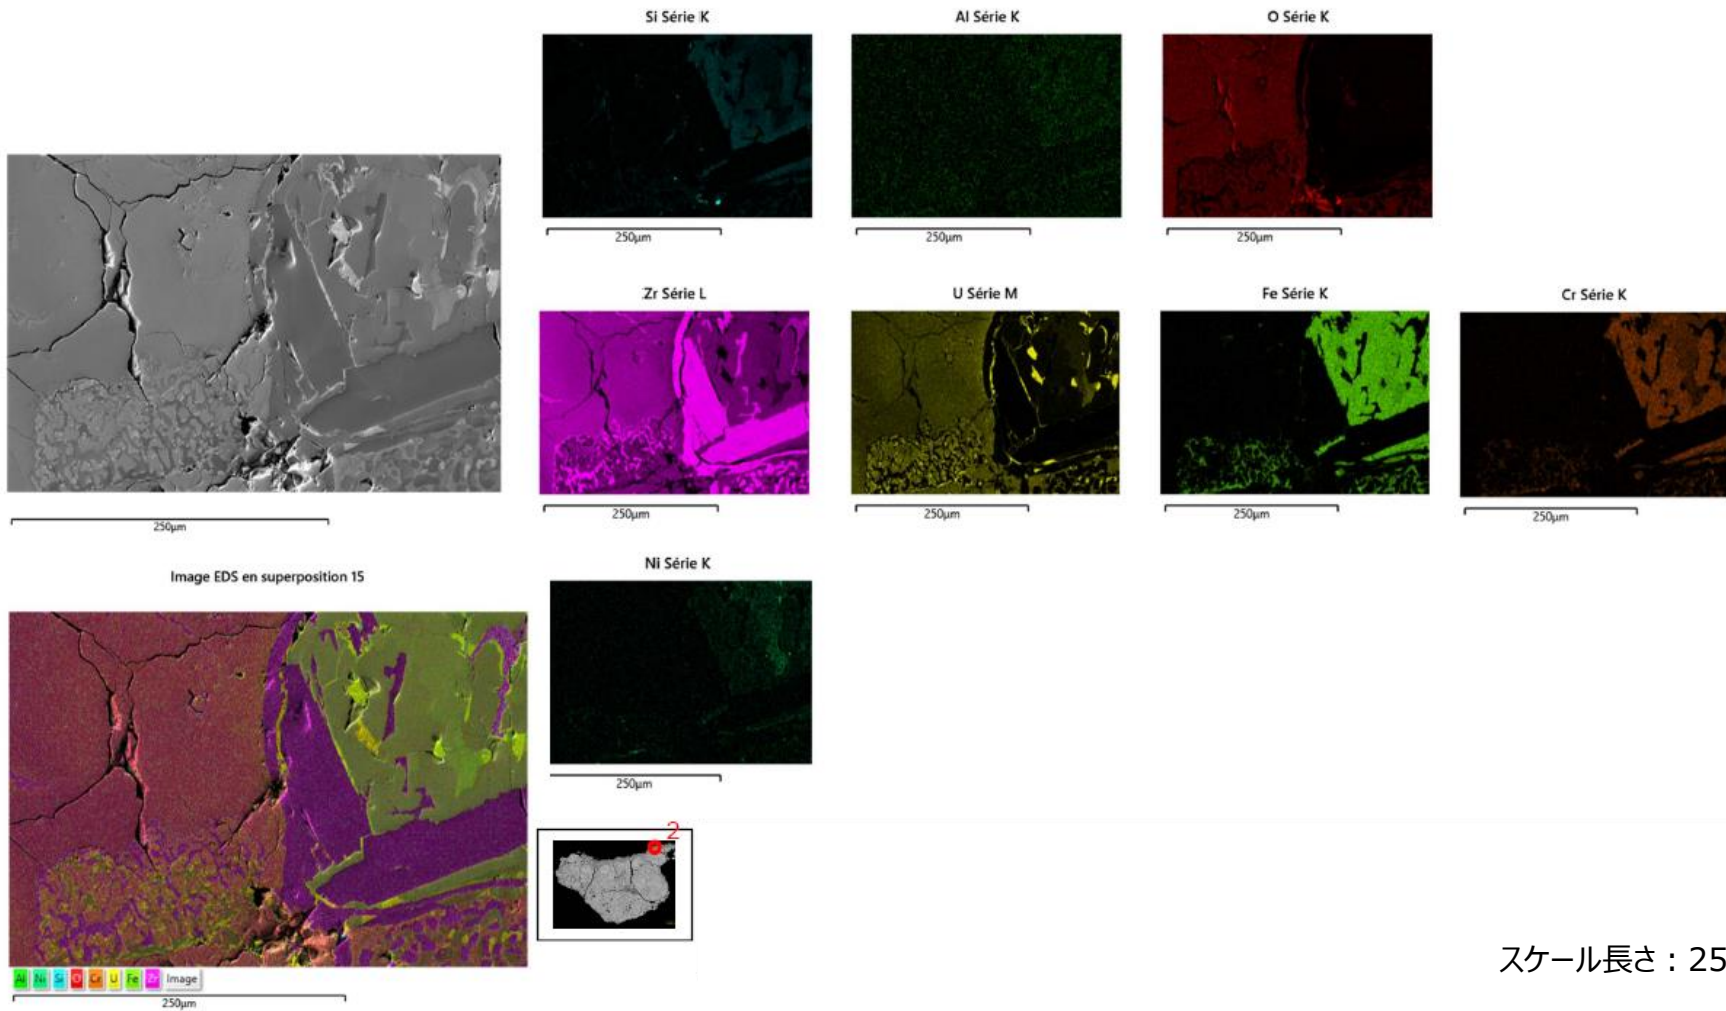 Si Série K
Al Série K
O Série K
250μm
250μm
250μm
250μm
Zr Série L
U Série M
Fe Série K
Cr Série K
250μm
250μm
250μm
250μm
Image EDS en superposition 15
Ni Série K
250μm
2
Al Ni Si O Cr U Fe Zr Image
250μm
スケール長さ：25